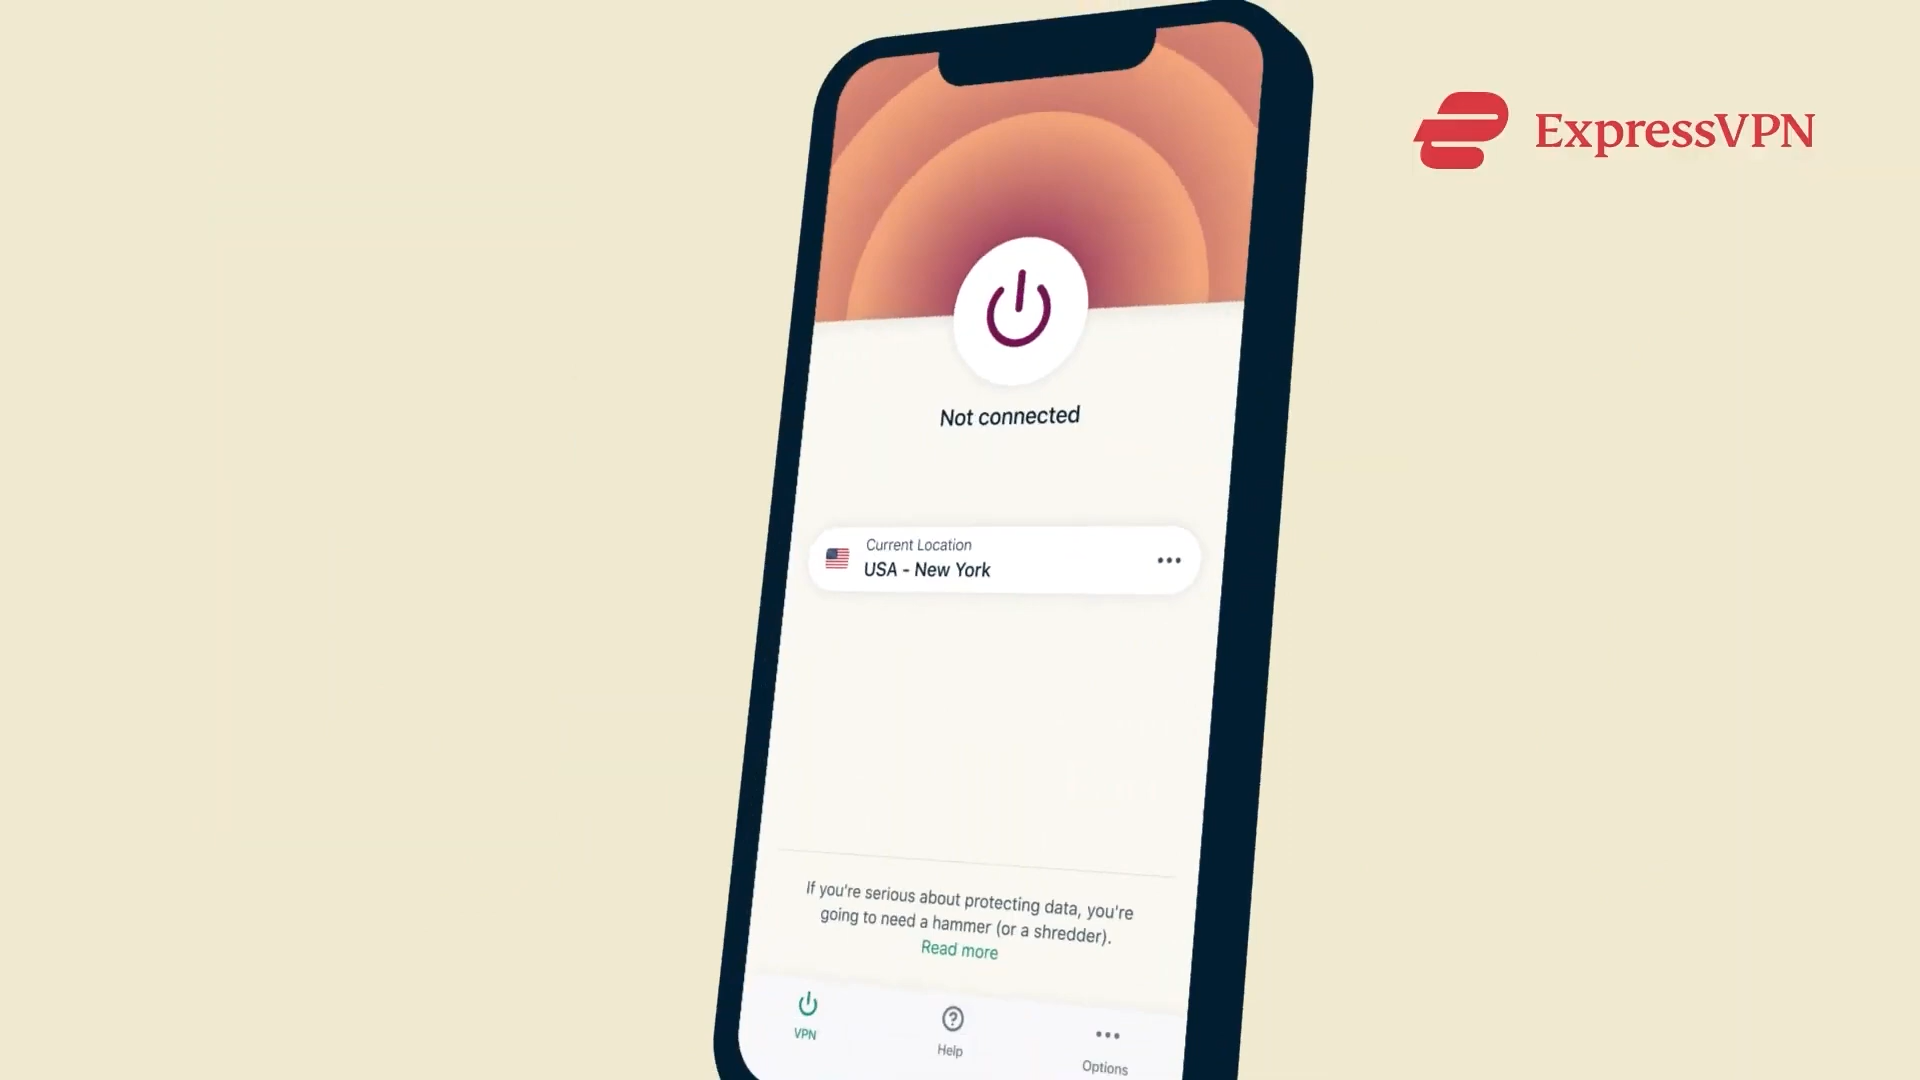 ExpressVPN
Not connected
Current Location
USA - New York
If you're serious about protecting data, you're
going to need a hammer (or a shredder).
Read more
VPN
Help
Options